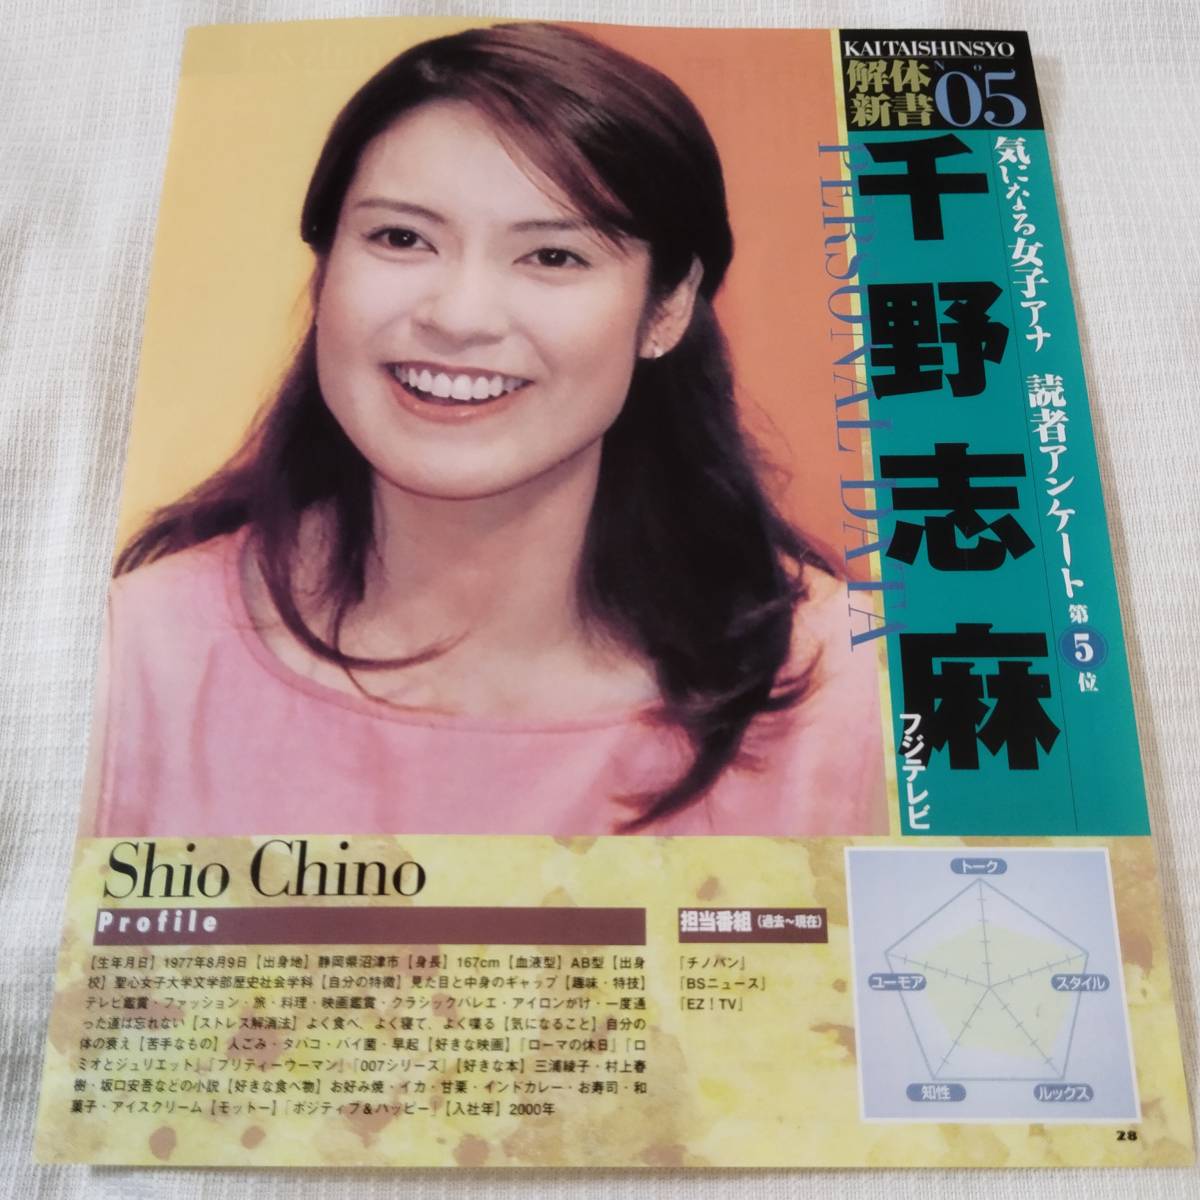 KAITAISHINSYO
解体
新書
No
05
気になる女子アナ 読者アンケート第5位
千野志麻
フジテレビ
PERSONAL DATA
Shio Chino
Profile
【生年月日】1977年8月9日【出身地】静岡県沼津市【身長】167cm【血液型】AB型【出身
校】聖心女子大学文学部歴史社会学科【自分の特徴】見た目と中身のギャップ【趣味・特技】
テレビ鑑賞・ファッション・旅・料理・映画鑑賞・クラシックバレエ・アイロンがけ・一度通
った道は忘れない【ストレス解消法】よく食べ、よく寝て、よく喋る【気になること】自分の
体の衰え【苦手なもの】人ごみ・タバコ・バイ菌・早起【好きな映画】『ローマの休日』『ロ
ミオとジュリエット』『プリティーウーマン』『007シリーズ』【好きな本】三浦綾子・村上春
樹・坂口安吾などの小説【好きな食べ物】お好み焼・イカ・甘栗・インドカレー・お寿司・和
菓子・アイスクリーム【モットー】「ポジティブ&ハッピー」【入社年】2000年
担当番組（過去〜現在）
『チノパン』
『BSニュース』
『EZ！TV』
トーク
ユーモア
スタイル
知性
ルックス
28